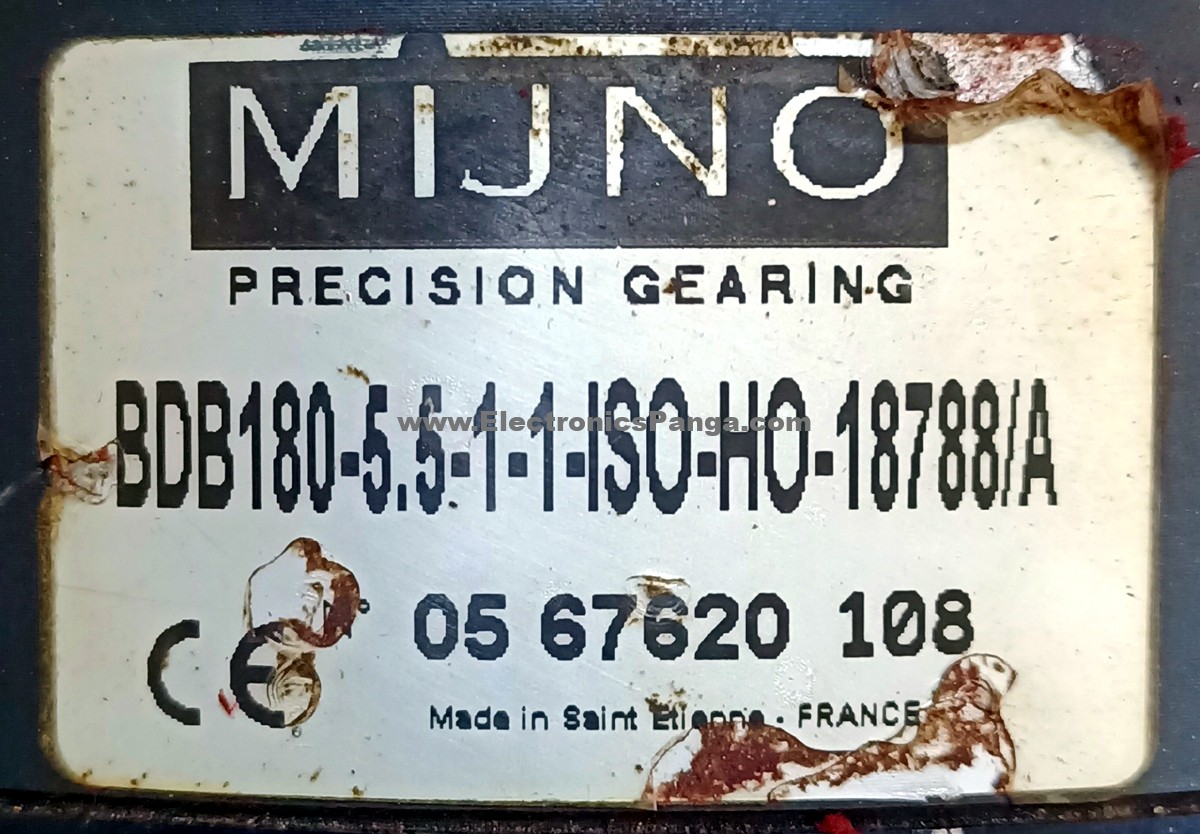 MIJNO
PRECISION GEARING
BDB180-5.5-1-1-ISO-HO-18788/A
www.ElectronicsPanga.com
05 67620 108
CE
Made in Saint Etienne - FRANCE